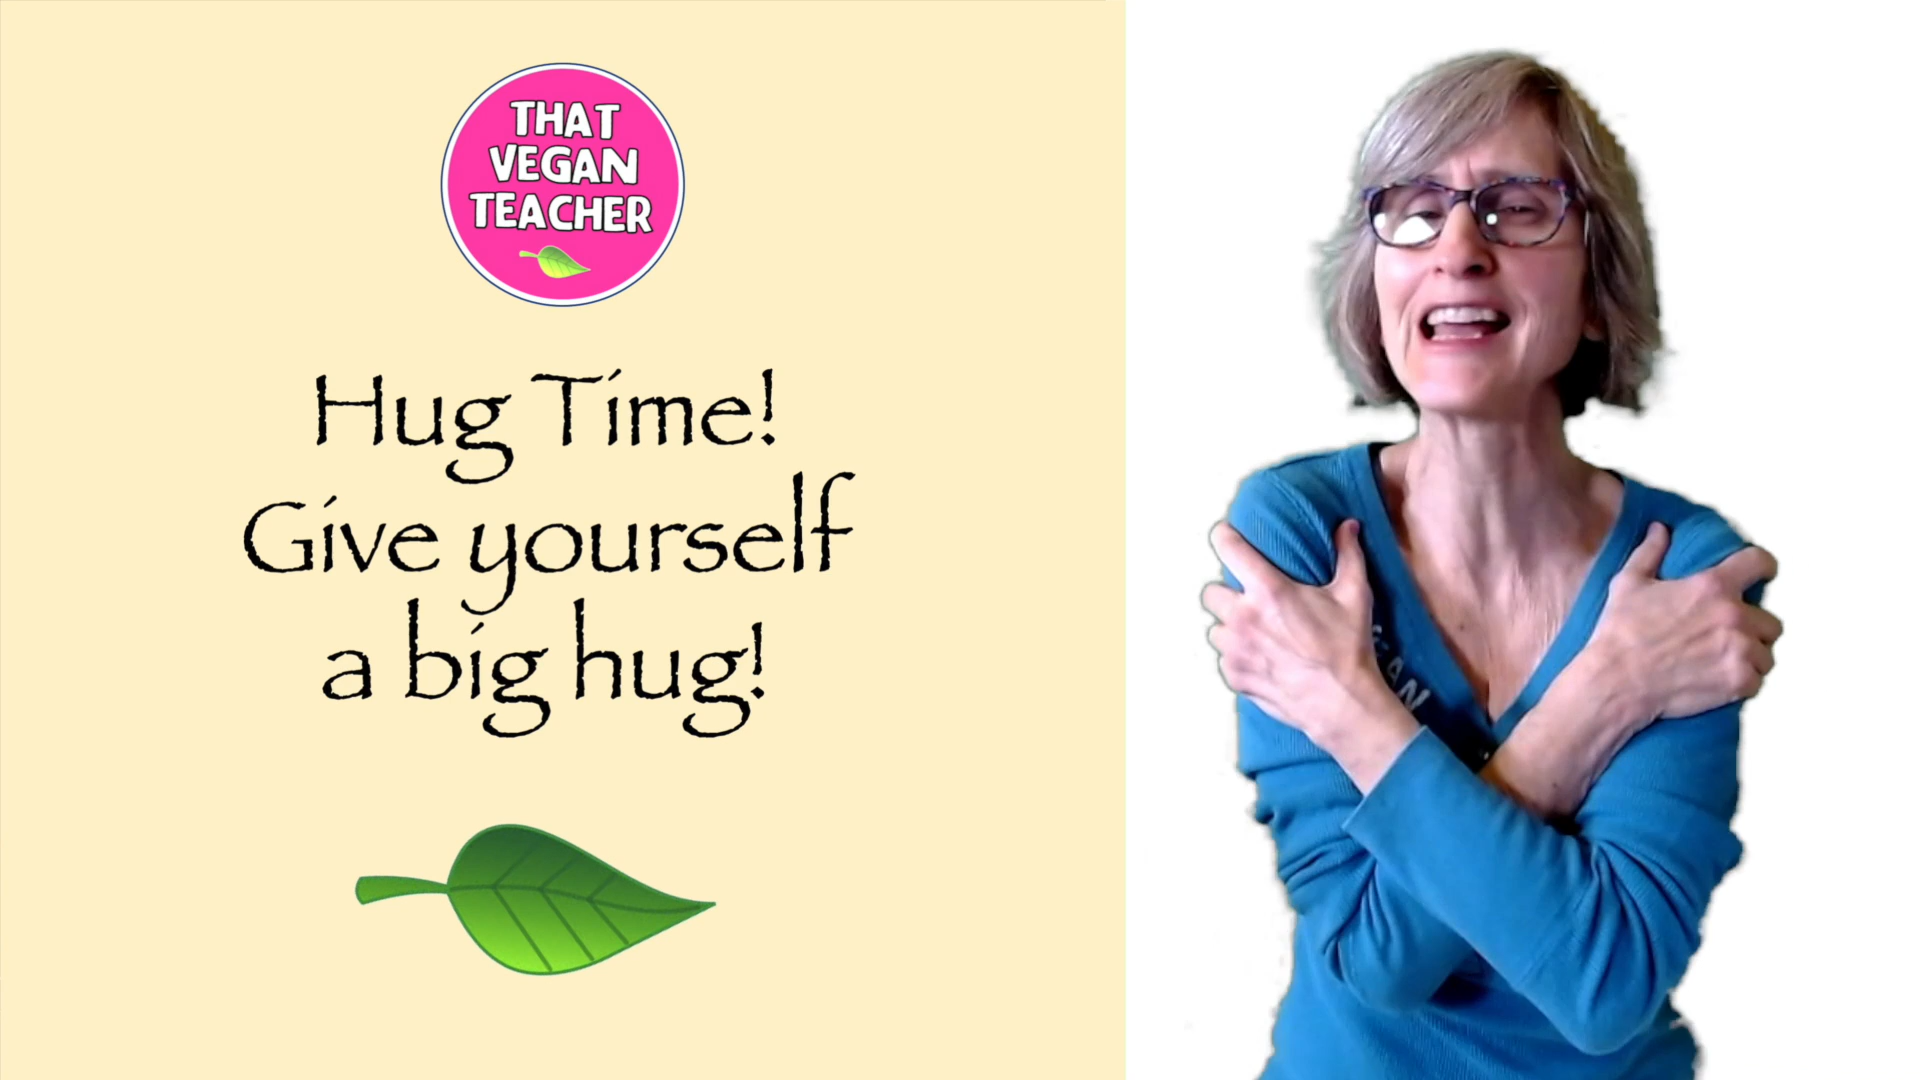 THAT
VEGAN
TEACHER
Hug Time!
Give yourself
a big hug!